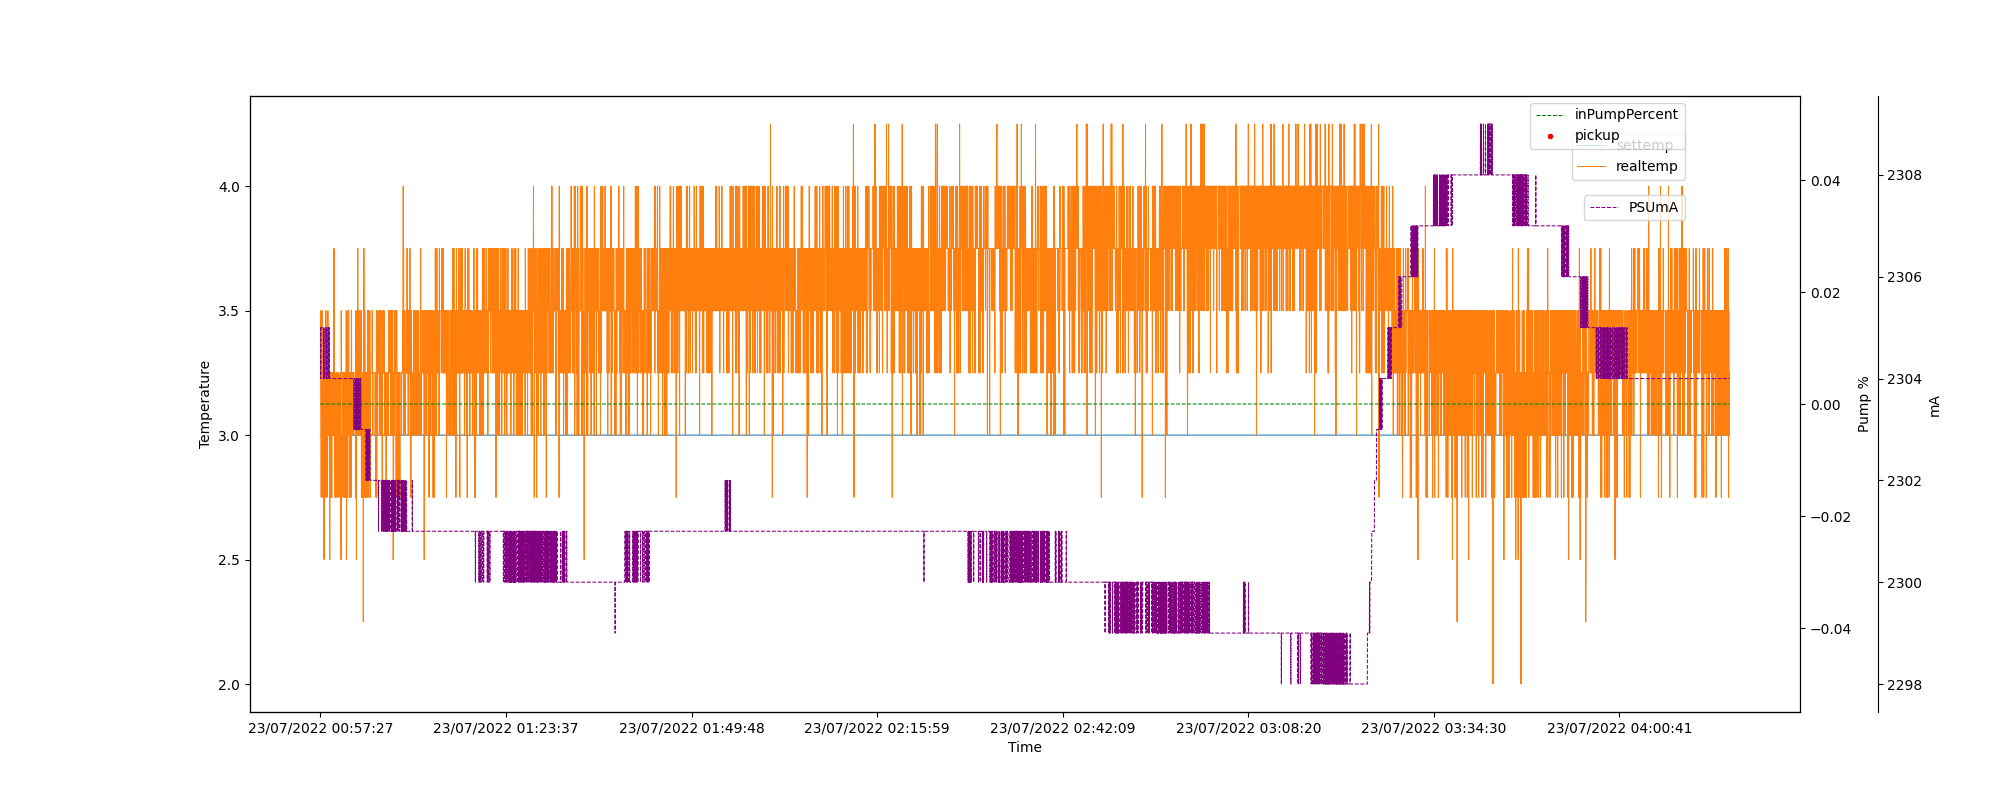 inPumpPercent
pickup
settemp
realtemp
PSUmA
4.0
3.5
3.0
2.5
2.0
Temperature
0.04
0.02
0.00
−0.02
−0.04
Pump %
2308
2306
2304
2302
2300
2298
mA
23/07/2022 00:57:27
23/07/2022 01:23:37
23/07/2022 01:49:48
23/07/2022 02:15:59
23/07/2022 02:42:09
23/07/2022 03:08:20
23/07/2022 03:34:30
23/07/2022 04:00:41
Time